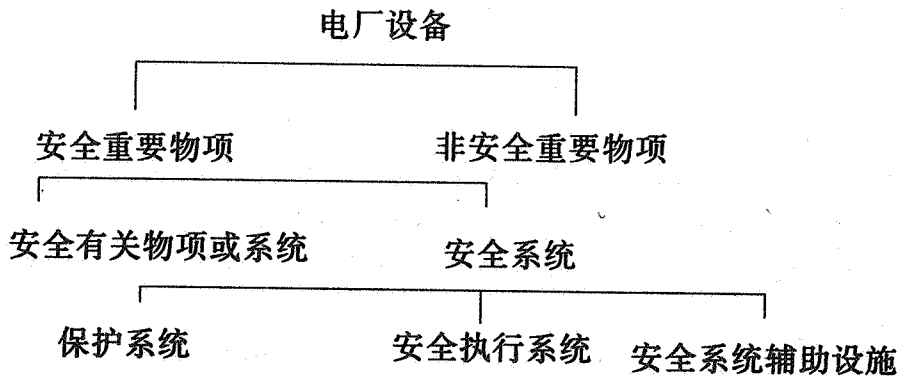 电厂设备
安全重要物项 非安全重要物项
安全有关物项或系统 安全系统
保护系统 安全执行系统 安全系统辅助设施